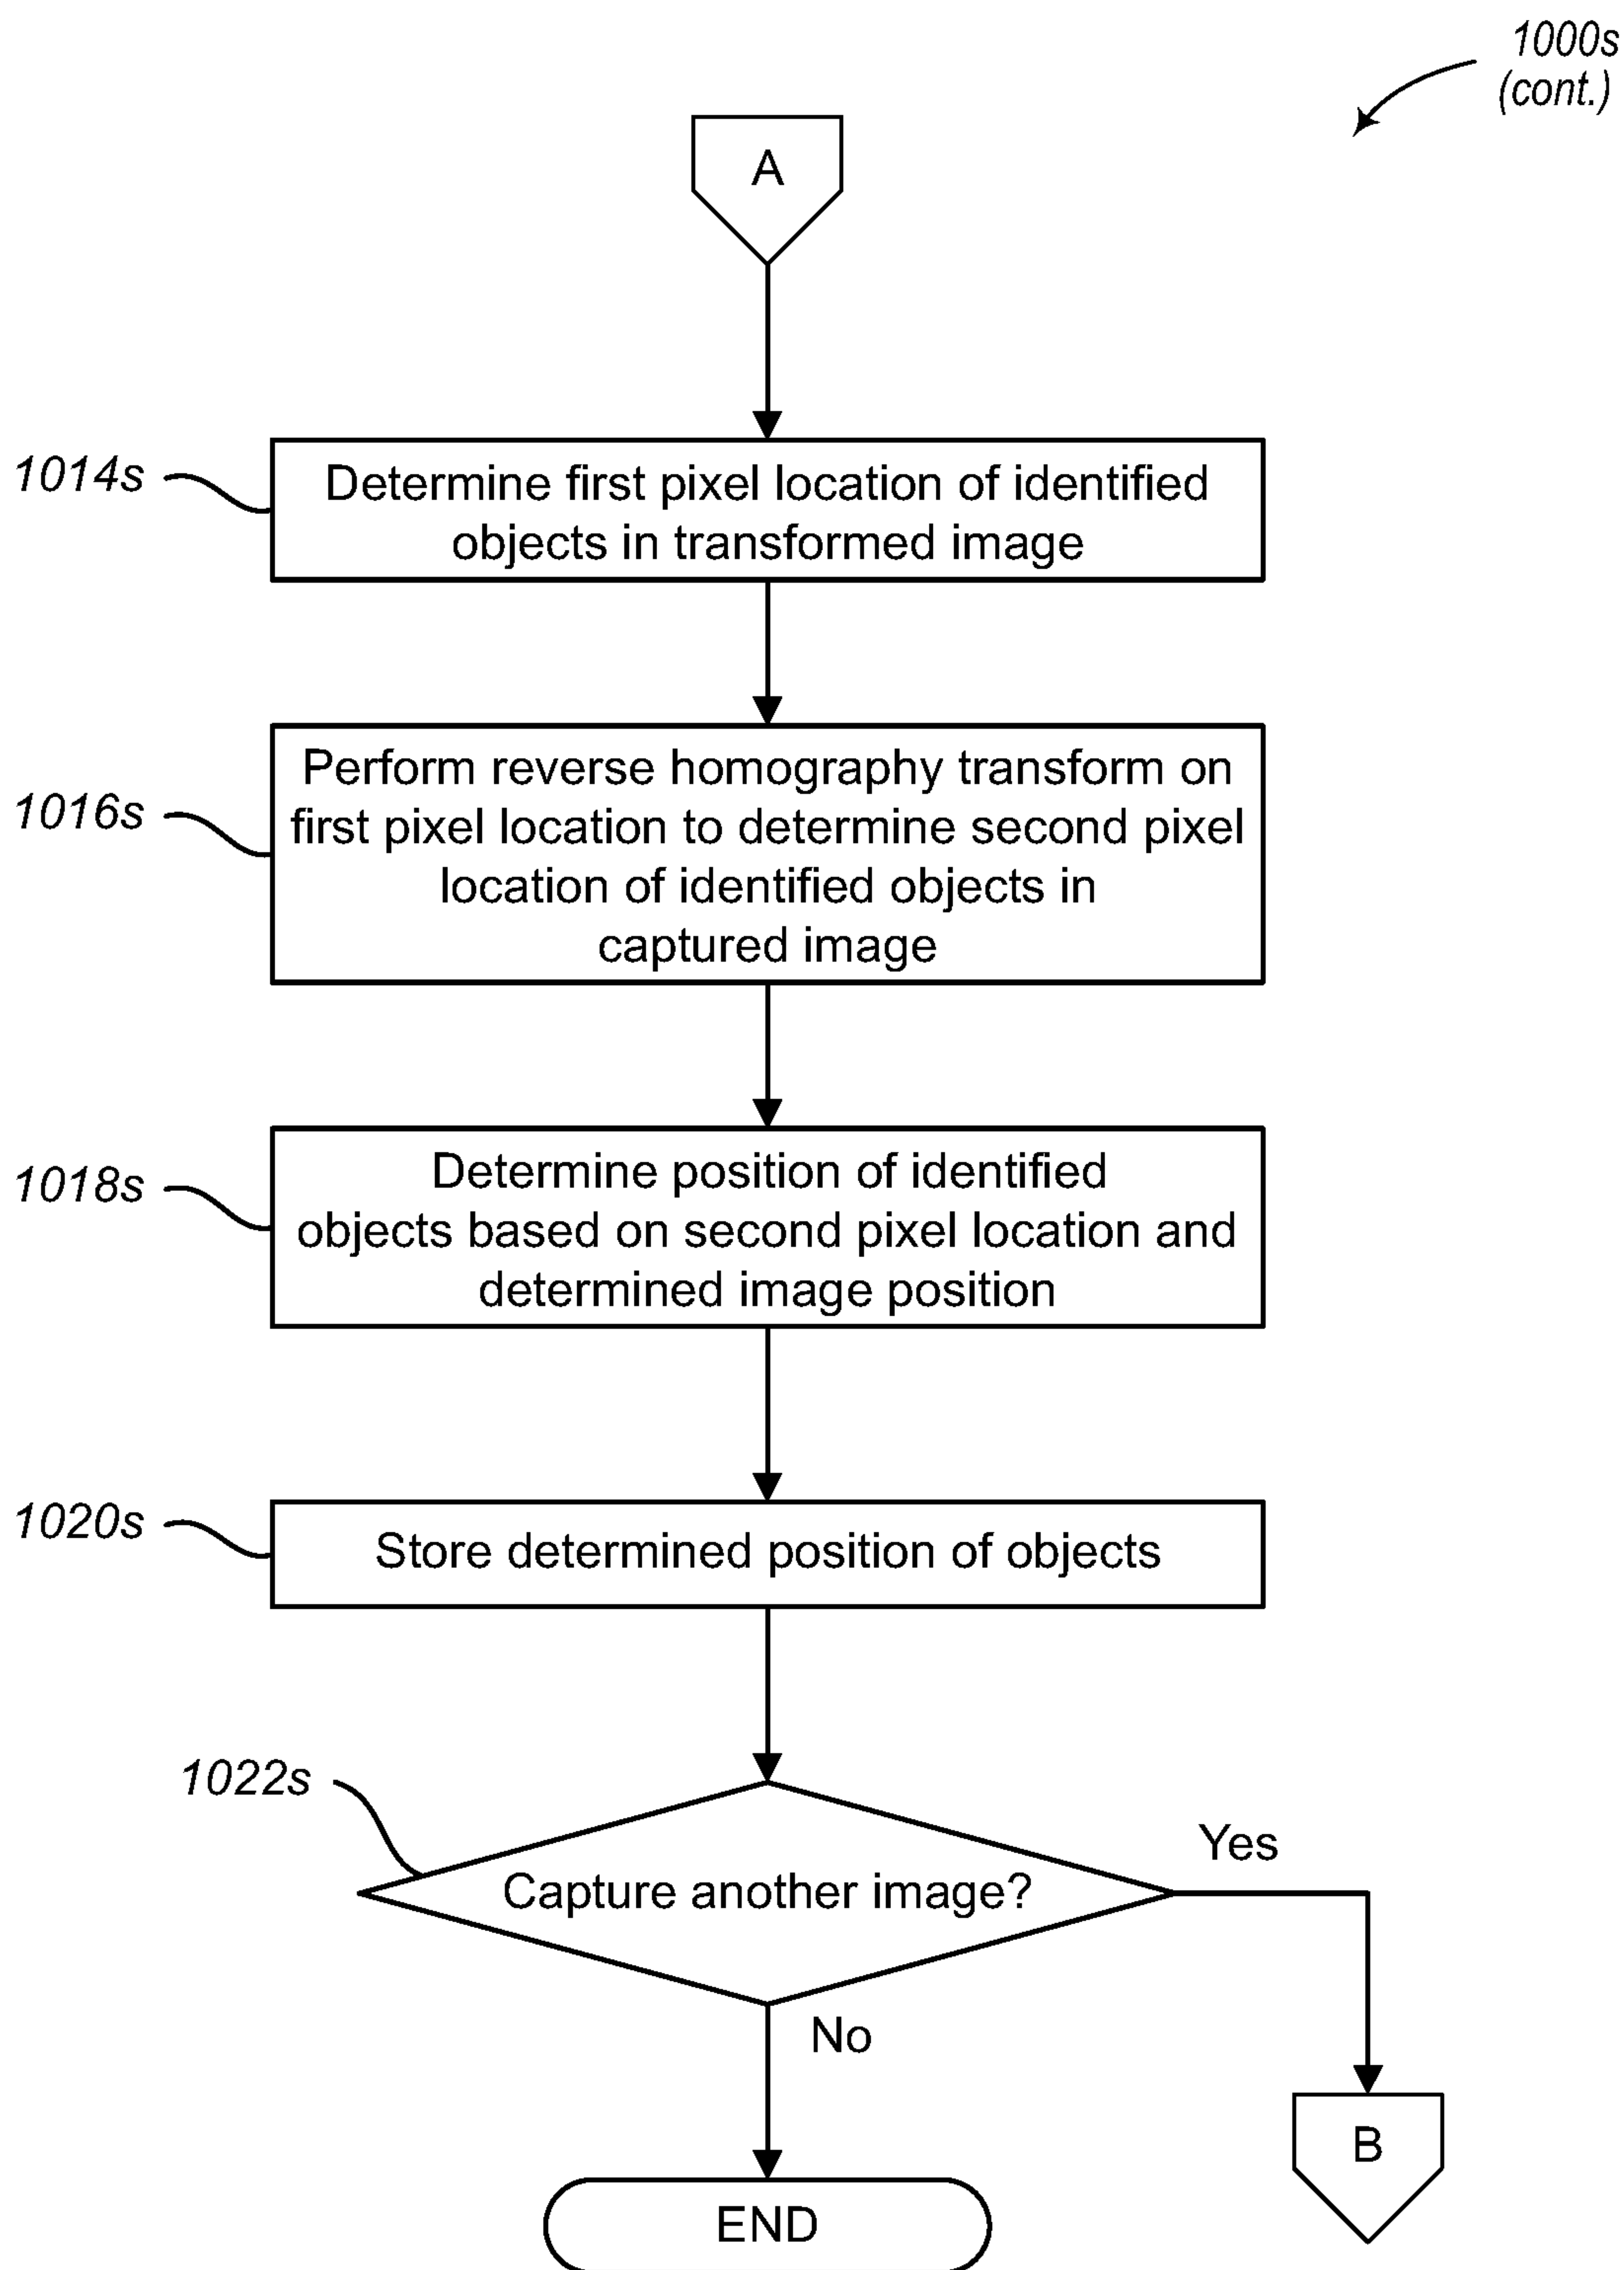 1000s
(cont.)
A
1014s
Determine first pixel location of identified
objects in transformed image
1016s
Perform reverse homography transform on
first pixel location to determine second pixel
location of identified objects in
captured image
1018s
Determine position of identified
objects based on second pixel location and
determined image position
1020s
Store determined position of objects
1022s
Capture another image?
Yes
No
B
END